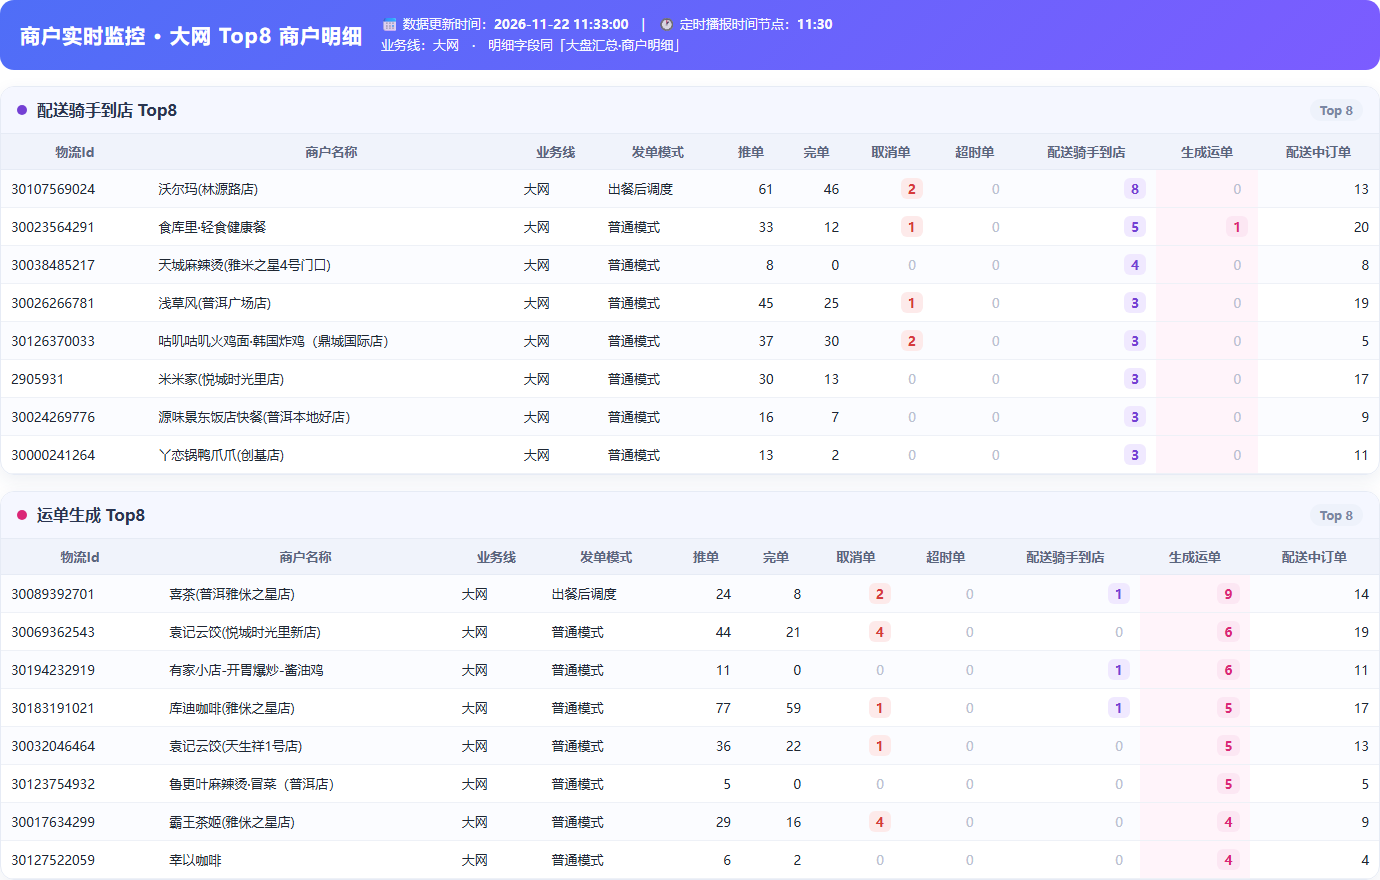 商户实时监控 • 大网 Top8 商户明细
数据更新时间：2026-11-22 11:33:00 | 定时播报时间节点：11:30
业务线：大网 · 明细字段同「大盘汇总·商户明细」
配送骑手到店 Top8 Top 8
物流Id 商户名称 业务线 发单模式 推单 完单 取消单 超时单 配送骑手到店 生成运单 配送中订单
30107569024 沃尔玛(林源路店) 大网 出餐后调度 61 46 2 0 8 0 13
30023564291 食库里·轻食健康餐 大网 普通模式 33 12 1 0 5 1 20
30038485217 天城麻辣烫(雅米之星4号门口) 大网 普通模式 8 0 0 0 4 0 8
30026266781 浅草风(普洱广场店) 大网 普通模式 45 25 1 0 3 0 19
30126370033 咕叽咕叽火鸡面·韩国炸鸡（鼎城国际店） 大网 普通模式 37 30 2 0 3 0 5
2905931 米米家(悦城时光里店) 大网 普通模式 30 13 0 0 3 0 17
30024269776 源味景东饭店快餐(普洱本地好店) 大网 普通模式 16 7 0 0 3 0 9
30000241264 丫恋锅鸭爪爪(创基店) 大网 普通模式 13 2 0 0 3 0 11
运单生成 Top8 Top 8
物流Id 商户名称 业务线 发单模式 推单 完单 取消单 超时单 配送骑手到店 生成运单 配送中订单
30089392701 喜茶(普洱雅侎之星店) 大网 出餐后调度 24 8 2 0 1 9 14
30069362543 袁记云饺(悦城时光里新店) 大网 普通模式 44 21 4 0 0 6 19
30194232919 有家小店-开胃爆炒-酱油鸡 大网 普通模式 11 0 0 0 1 6 11
30183191021 库迪咖啡(雅侎之星店) 大网 普通模式 77 59 1 0 1 5 17
30032046464 袁记云饺(天生祥1号店) 大网 普通模式 36 22 1 0 0 5 13
30123754932 鲁更叶麻辣烫·冒菜（普洱店） 大网 普通模式 5 0 0 0 0 5 5
30017634299 霸王茶姬(雅侎之星店) 大网 普通模式 29 16 4 0 0 4 9
30127522059 幸以咖啡 大网 普通模式 6 2 0 0 0 4 4